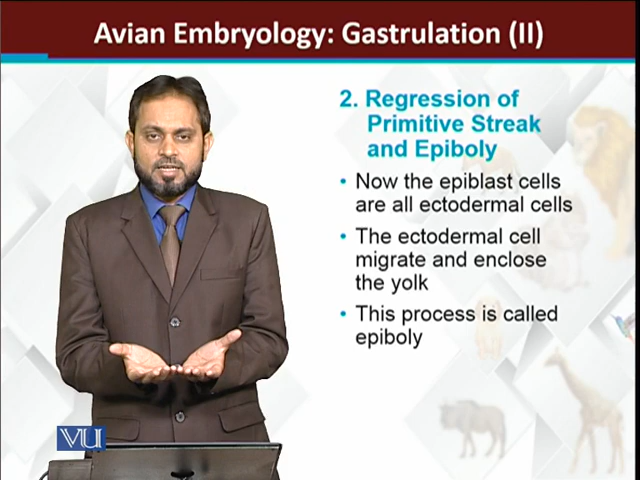 Avian Embryology: Gastrulation (II)
2. Regression of
Primitive Streak
and Epiboly
• Now the epiblast cells
are all ectodermal cells
• The ectodermal cell
migrate and enclose
the yolk
• This process is called
epiboly
VU